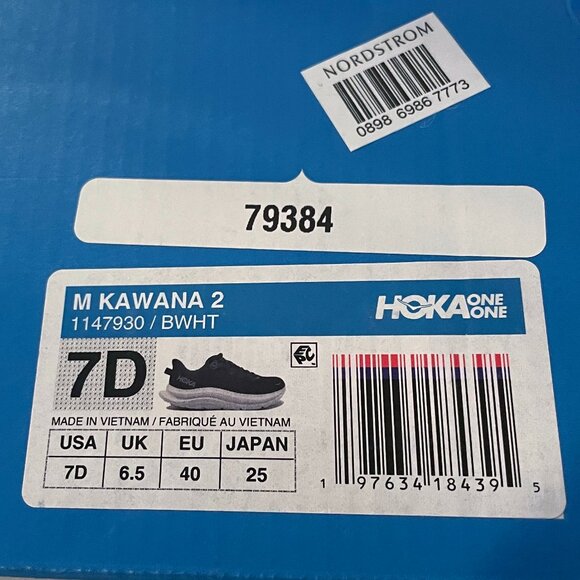 NORDSTROM
0898 6986 7773
79384
M KAWANA 2
1147930 / BWHT
HOKA ONE ONE
7D
HOKA
MADE IN VIETNAM / FABRIQUÉ AU VIETNAM
USA UK EU JAPAN
7D 6.5 40 25
1 97634 18439 5